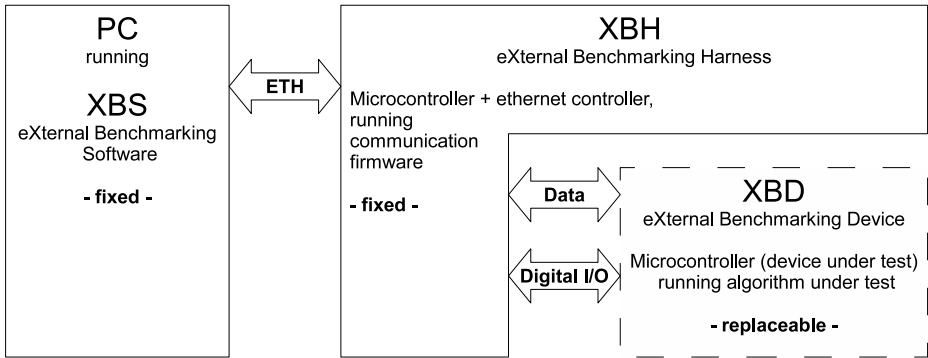 PC
running
XBS
eXternal Benchmarking
Software
- fixed -
ETH
XBH
eXternal Benchmarking Harness
Microcontroller + ethernet controller,
running
communication
firmware
- fixed -
Data
Digital I/O
XBD
eXternal Benchmarking Device
Microcontroller (device under test)
running algorithm under test
- replaceable -